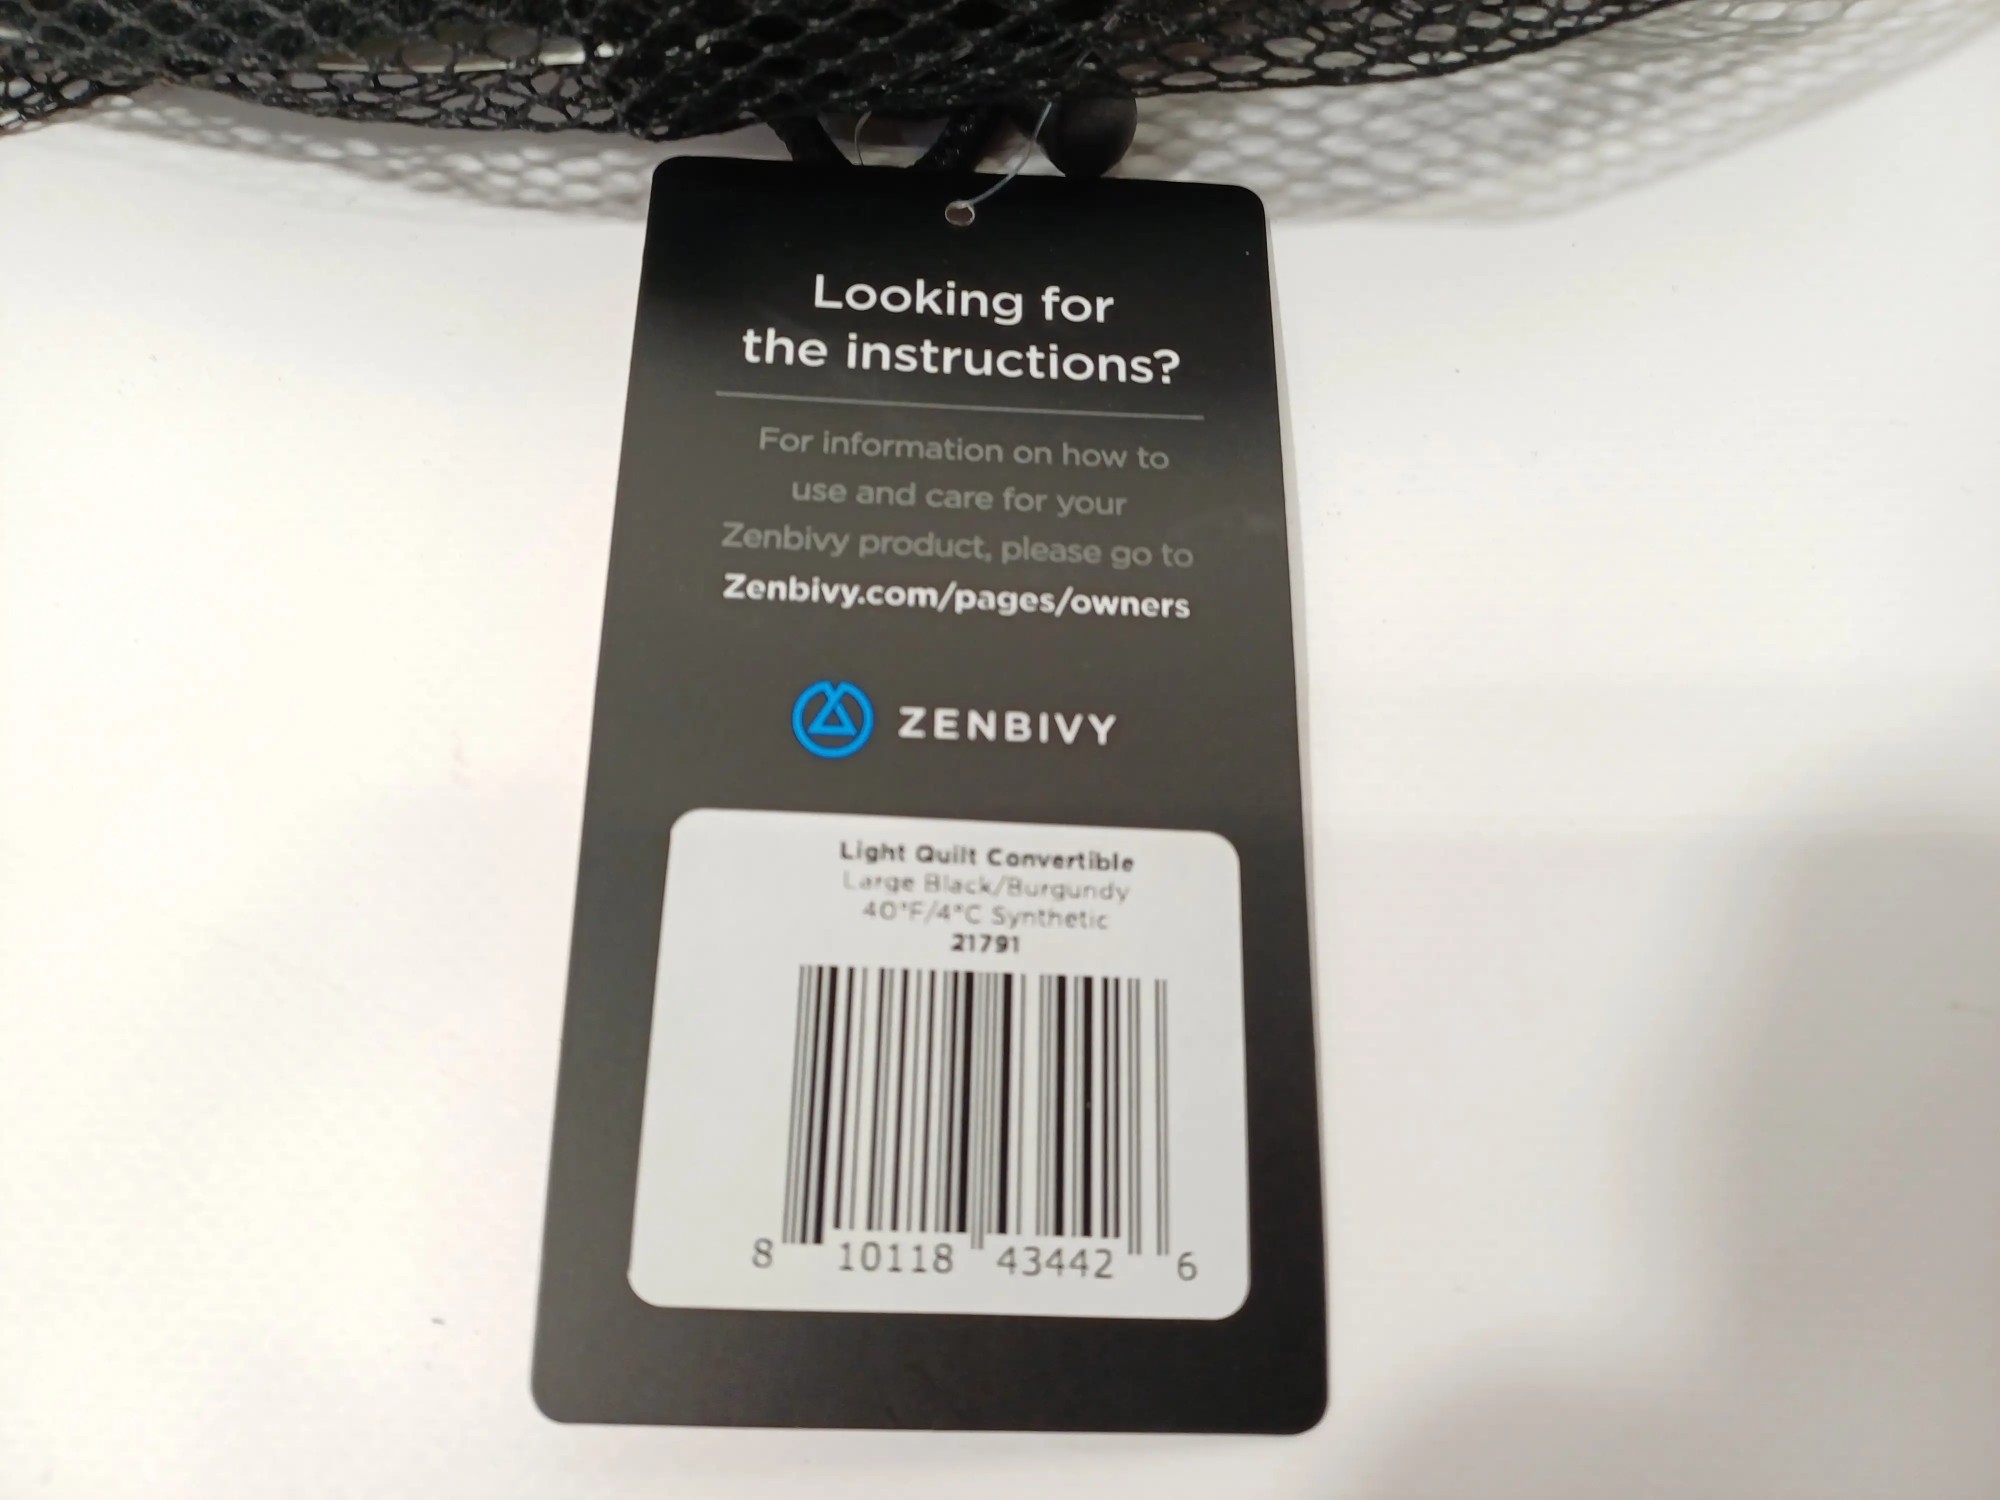 Looking for
the instructions?
For information on how to
use and care for your
Zenbivy product, please go to
Zenbivy.com/pages/owners
ZENBIVY
Light Quilt Convertible
Large Black/Burgundy
40°F/4°C Synthetic
21791
8 10118 43442 6